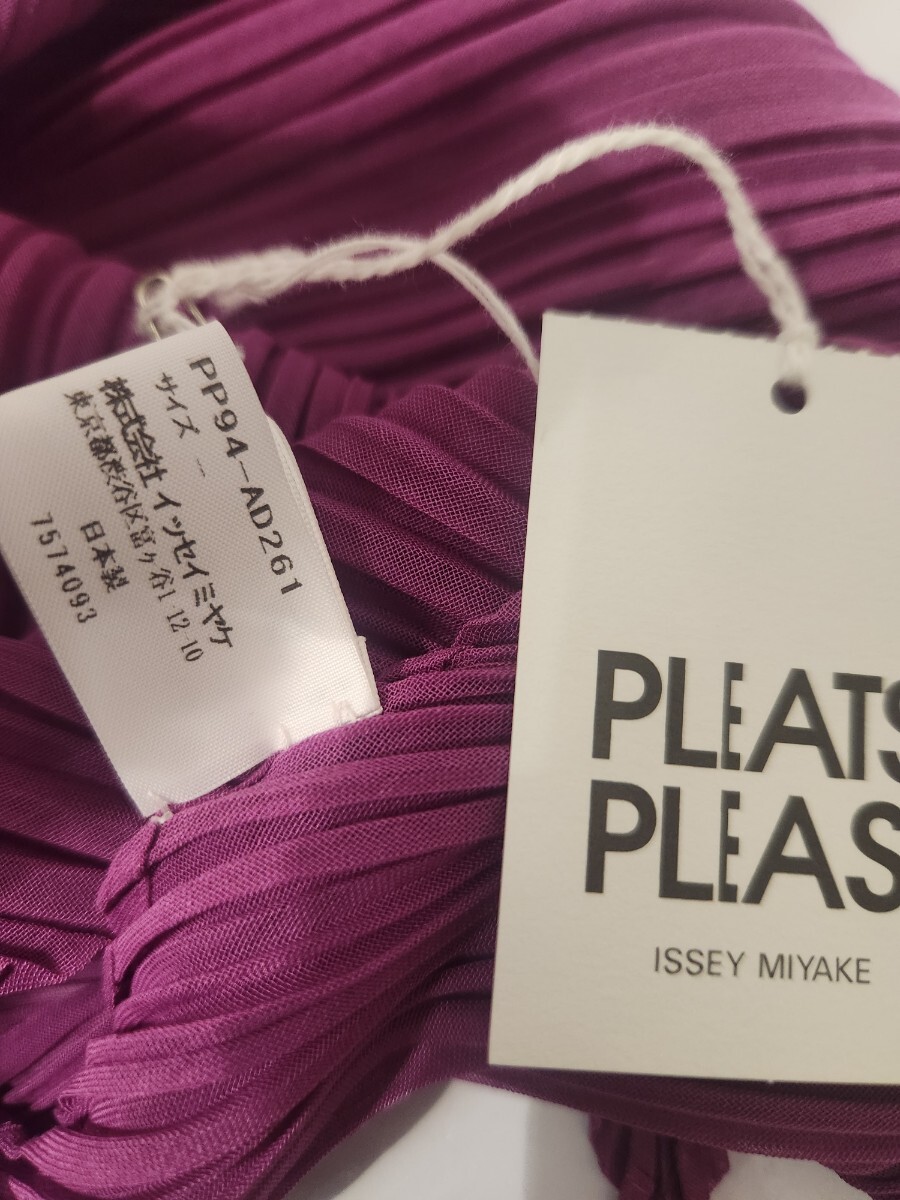 PP94-AD261
サイズ –
株式会社 イッセイミヤケ
東京都渋谷区富ヶ谷1-12-10
日本製
7574093
PLEATS
PLEAS
ISSEY MIYAKE